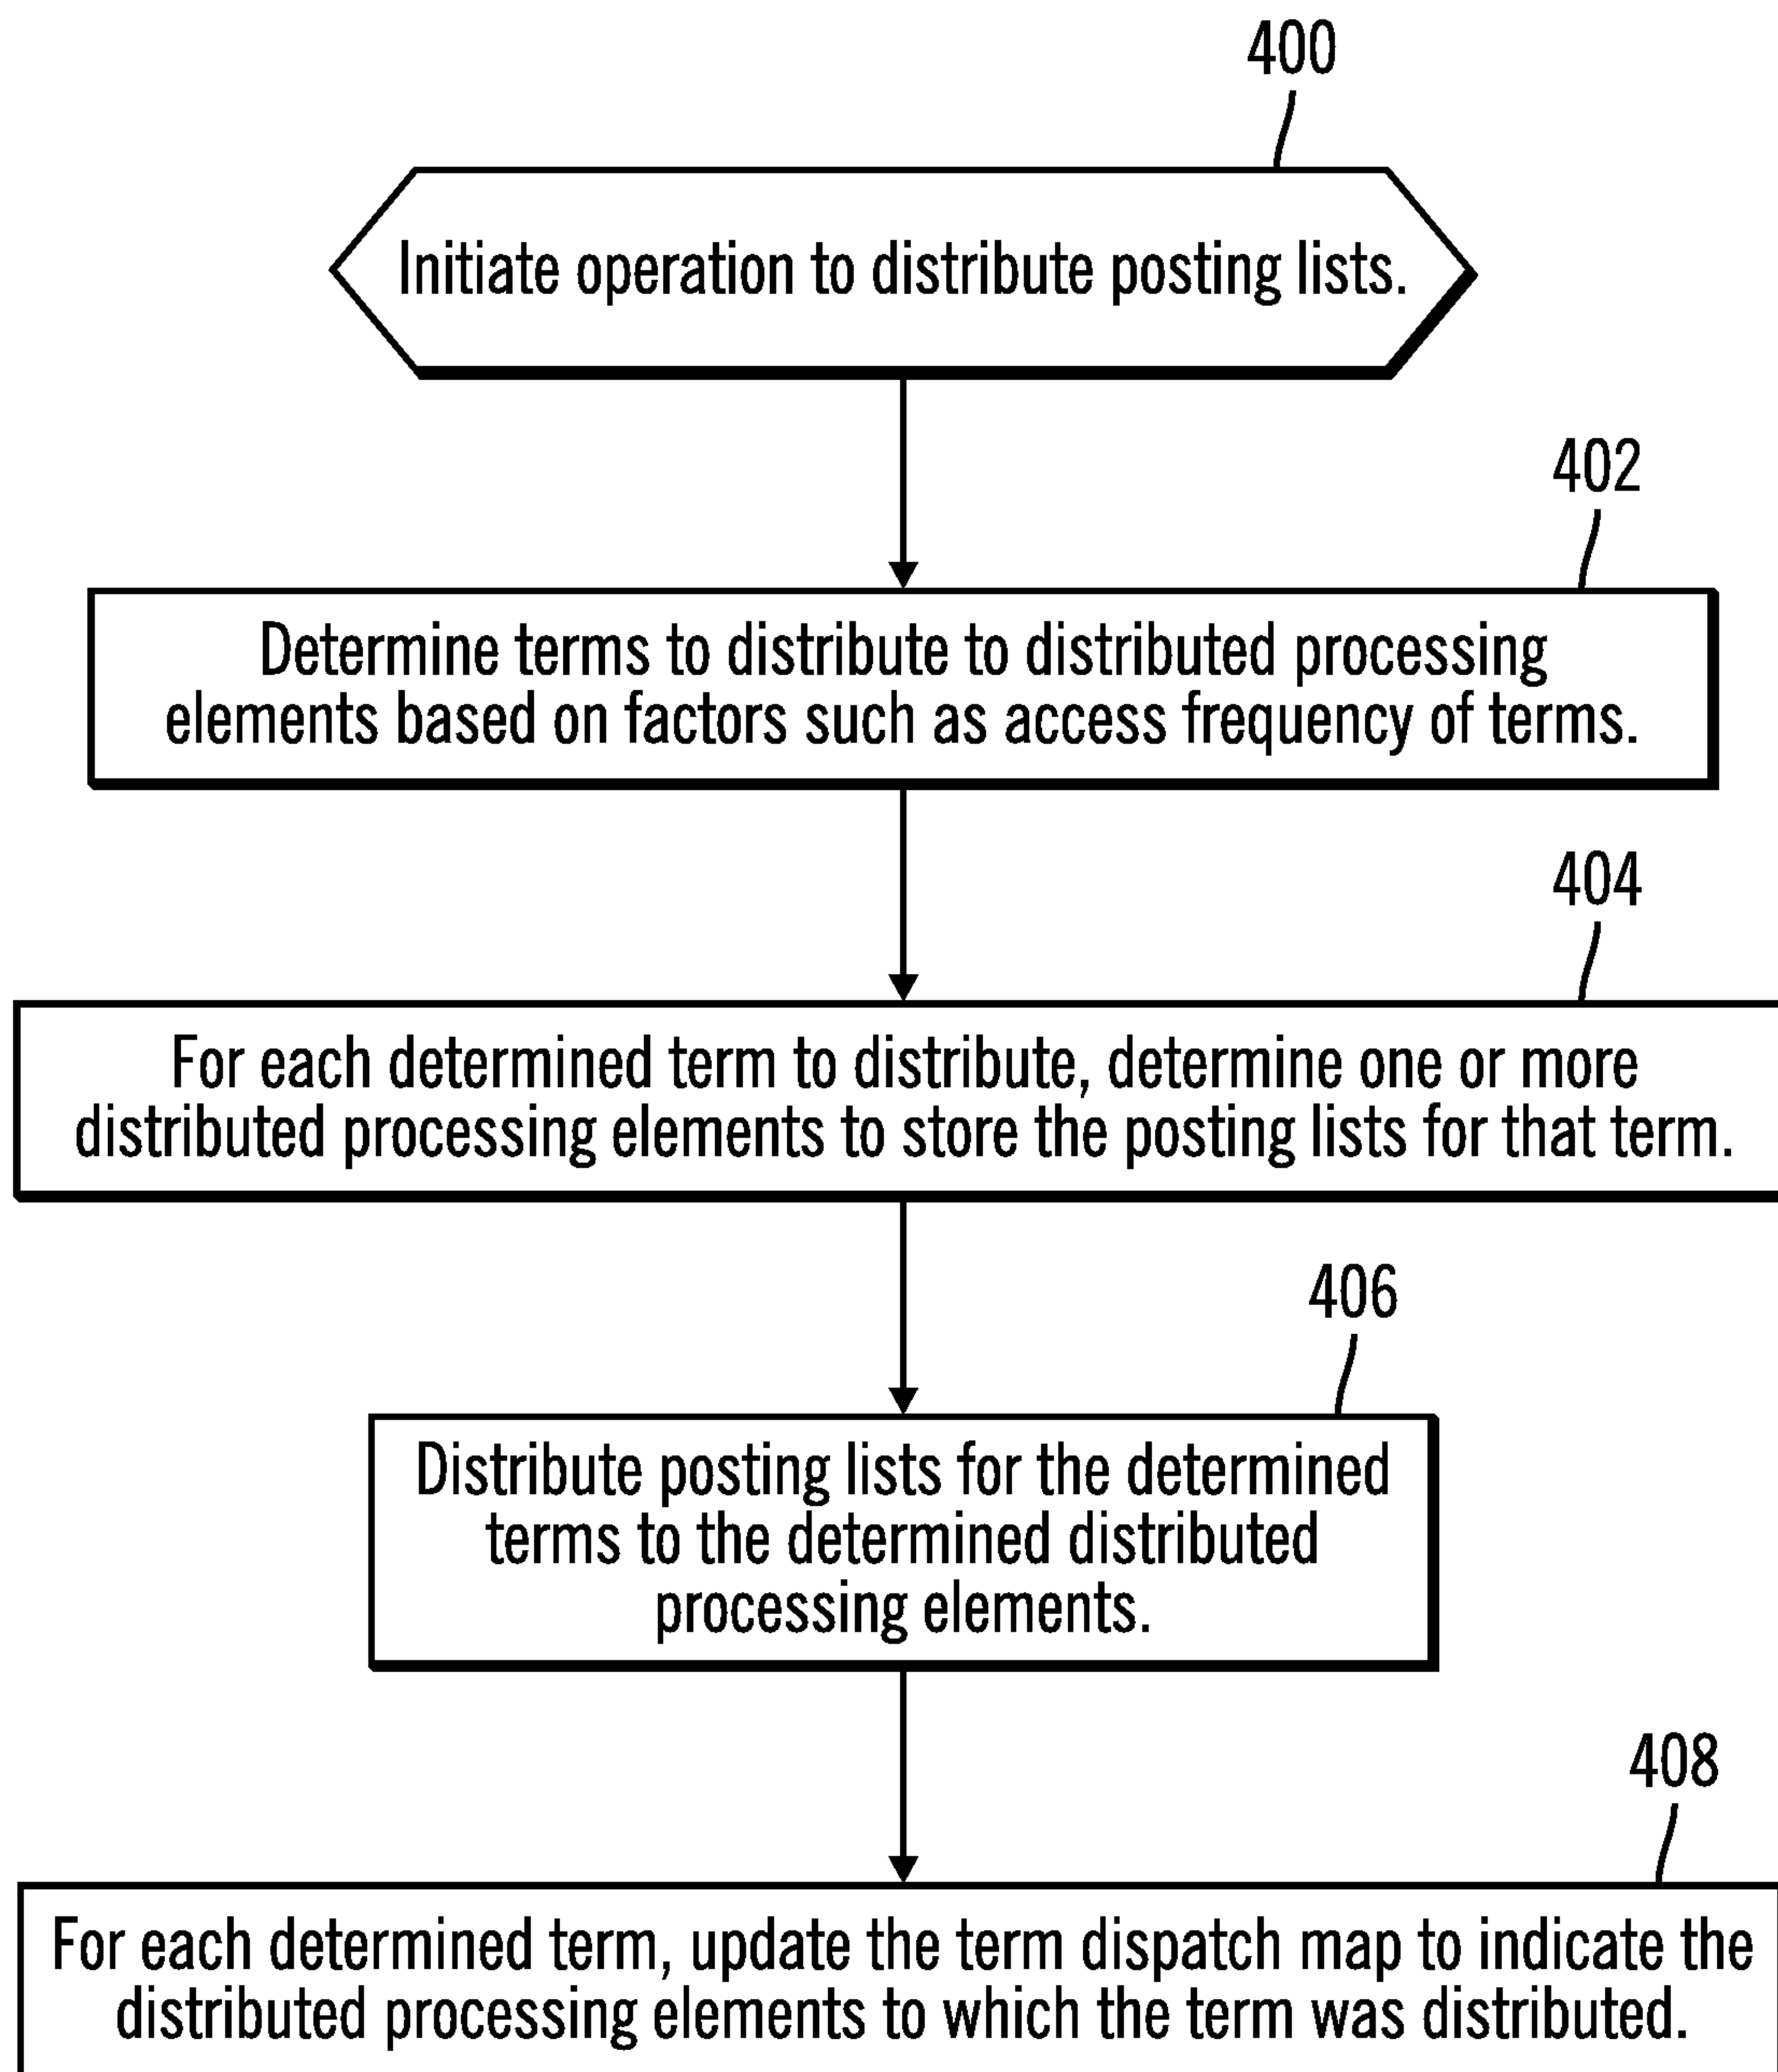 400
Initiate operation to distribute posting lists.
402
Determine terms to distribute to distributed processing
elements based on factors such as access frequency of terms.
404
For each determined term to distribute, determine one or more
distributed processing elements to store the posting lists for that term.
406
Distribute posting lists for the determined
terms to the determined distributed
processing elements.
408
For each determined term, update the term dispatch map to indicate the
distributed processing elements to which the term was distributed.